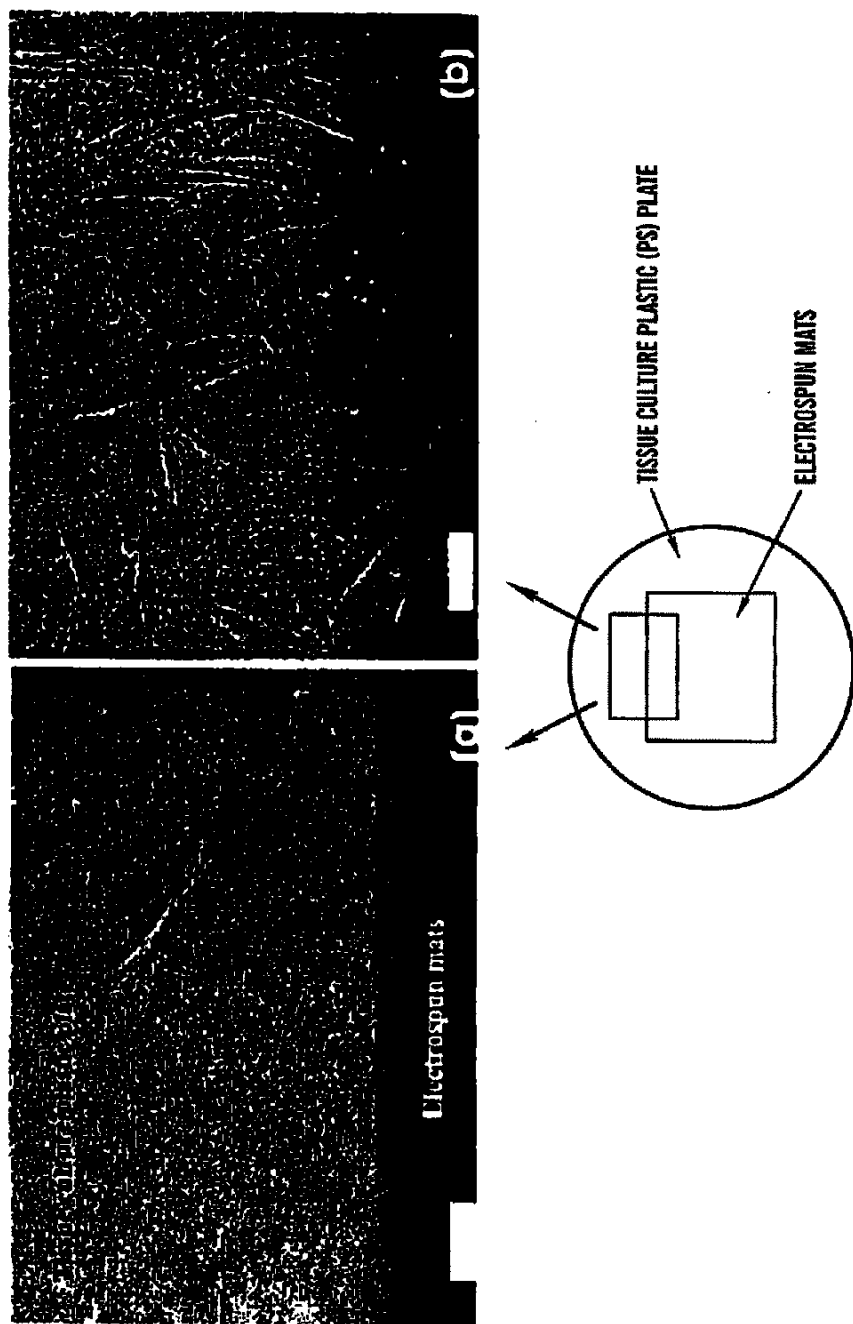 (a)
Electrospun mats
(b)
TISSUE CULTURE PLASTIC (PS) PLATE
ELECTROSPUN MATS